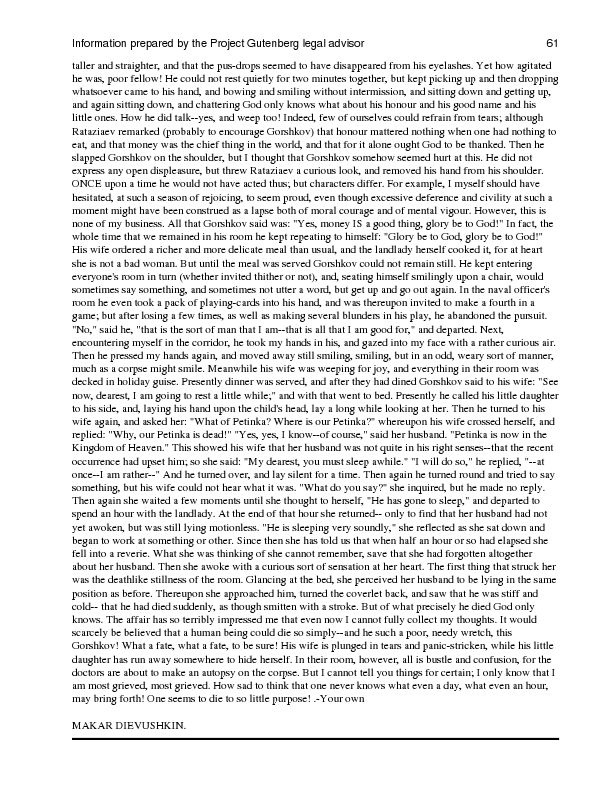 Information prepared by the Project Gutenberg legal advisor 61
taller and straighter, and that the pus-drops seemed to have disappeared from his eyelashes. Yet how agitated
he was, poor fellow! He could not rest quietly for two minutes together, but kept picking up and then dropping
whatsoever came to his hand, and bowing and smiling without intermission, and sitting down and getting up,
and again sitting down, and chattering God only knows what about his honour and his good name and his
little ones. How he did talk--yes, and weep too! Indeed, few of ourselves could refrain from tears; although
Rataziaev remarked (probably to encourage Gorshkov) that honour mattered nothing when one had nothing to
eat, and that money was the chief thing in the world, and that for it alone ought God to be thanked. Then he
slapped Gorshkov on the shoulder, but I thought that Gorshkov somehow seemed hurt at this. He did not
express any open displeasure, but threw Rataziaev a curious look, and removed his hand from his shoulder.
ONCE upon a time he would not have acted thus; but characters differ. For example, I myself should have
hesitated, at such a season of rejoicing, to seem proud, even though excessive deference and civility at such a
moment might have been construed as a lapse both of moral courage and of mental vigour. However, this is
none of my business. All that Gorshkov said was: "Yes, money IS a good thing, glory be to God!" In fact, the
whole time that we remained in his room he kept repeating to himself: "Glory be to God, glory be to God!"
His wife ordered a richer and more delicate meal than usual, and the landlady herself cooked it, for at heart
she is not a bad woman. But until the meal was served Gorshkov could not remain still. He kept entering
everyone's room in turn (whether invited thither or not), and, seating himself smilingly upon a chair, would
sometimes say something, and sometimes not utter a word, but get up and go out again. In the naval officer's
room he even took a pack of playing-cards into his hand, and was thereupon invited to make a fourth in a
game; but after losing a few times, as well as making several blunders in his play, he abandoned the pursuit.
"No," said he, "that is the sort of man that I am--that is all that I am good for," and departed. Next,
encountering myself in the corridor, he took my hands in his, and gazed into my face with a rather curious air.
Then he pressed my hands again, and moved away still smiling, smiling, but in an odd, weary sort of manner,
much as a corpse might smile. Meanwhile his wife was weeping for joy, and everything in their room was
decked in holiday guise. Presently dinner was served, and after they had dined Gorshkov said to his wife: "See
now, dearest, I am going to rest a little while;" and with that went to bed. Presently he called his little daughter
to his side, and, laying his hand upon the child's head, lay a long while looking at her. Then he turned to his
wife again, and asked her: "What of Petinka? Where is our Petinka?" whereupon his wife crossed herself, and
replied: "Why, our Petinka is dead!" "Yes, yes, I know--of course," said her husband. "Petinka is now in the
Kingdom of Heaven." This showed his wife that her husband was not quite in his right senses--that the recent
occurrence had upset him; so she said: "My dearest, you must sleep awhile." "I will do so," he replied, "--at
once--I am rather--" And he turned over, and lay silent for a time. Then again he turned round and tried to say
something, but his wife could not hear what it was. "What do you say?" she inquired, but he made no reply.
Then again she waited a few moments until she thought to herself, "He has gone to sleep," and departed to
spend an hour with the landlady. At the end of that hour she returned-- only to find that her husband had not
yet awoken, but was still lying motionless. "He is sleeping very soundly," she reflected as she sat down and
began to work at something or other. Since then she has told us that when half an hour or so had elapsed she
fell into a reverie. What she was thinking of she cannot remember, save that she had forgotten altogether
about her husband. Then she awoke with a curious sort of sensation at her heart. The first thing that struck her
was the deathlike stillness of the room. Glancing at the bed, she perceived her husband to be lying in the same
position as before. Thereupon she approached him, turned the coverlet back, and saw that he was stiff and
cold-- that he had died suddenly, as though smitten with a stroke. But of what precisely he died God only
knows. The affair has so terribly impressed me that even now I cannot fully collect my thoughts. It would
scarcely be believed that a human being could die so simply--and he such a poor, needy wretch, this
Gorshkov! What a fate, what a fate, to be sure! His wife is plunged in tears and panic-stricken, while his little
daughter has run away somewhere to hide herself. In their room, however, all is bustle and confusion, for the
doctors are about to make an autopsy on the corpse. But I cannot tell you things for certain; I only know that I
am most grieved, most grieved. How sad to think that one never knows what even a day, what even an hour,
may bring forth! One seems to die to so little purpose! .-Your own
MAKAR DIEVUSHKIN.